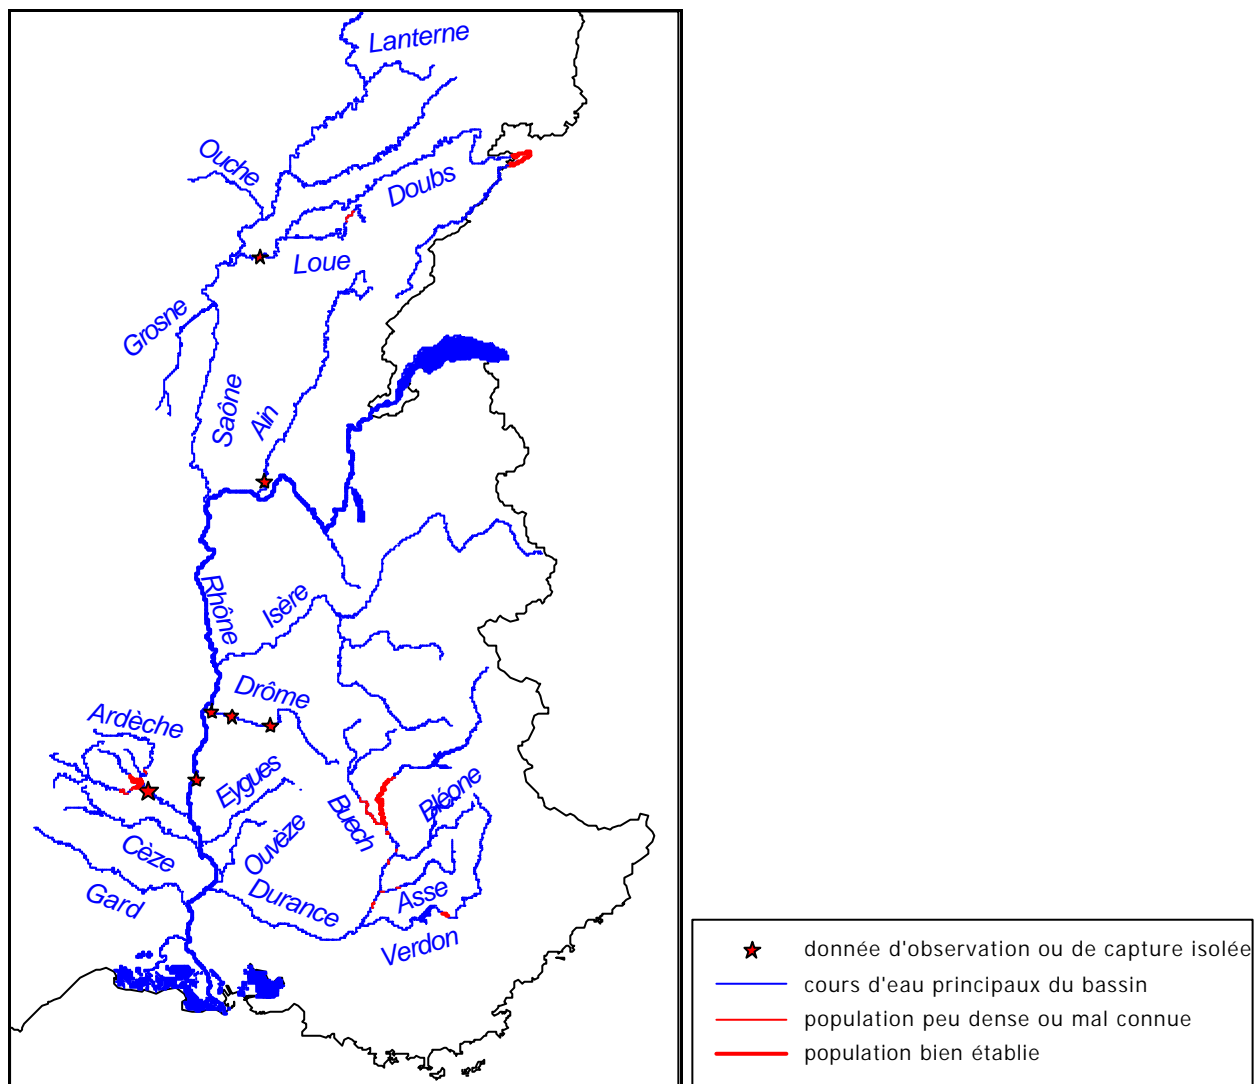 Lanterne
Ouche
Doubs
Loue
Grosne
Saône
Ain
Rhône
Isère
Drôme
Ardèche
Eygues
Buech
Bléone
Ouvèze
Cèze
Durance
Asse
Gard
Verdon
donnée d'observation ou de capture isolée
cours d'eau principaux du bassin
population peu dense ou mal connue
population bien établie